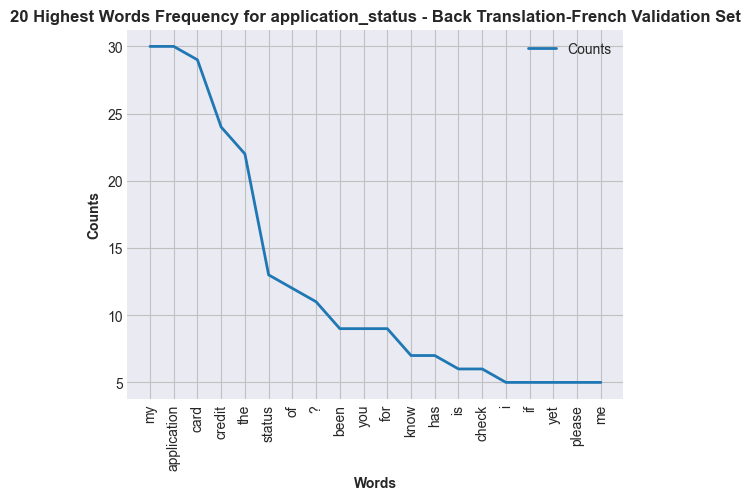 20 Highest Words Frequency for application_status - Back Translation-French Validation Set
Counts
30
25
20
15
10
5
Counts
my
application
card
credit
the
status
of
?
been
you
for
know
has
is
check
i
if
yet
please
me
Words